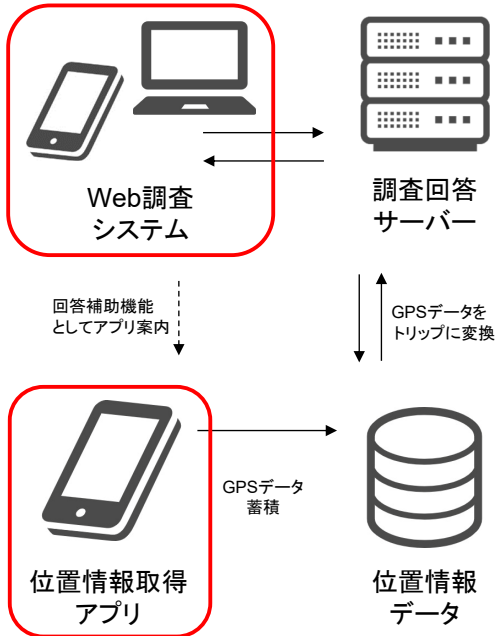 Web調査
システム
調査回答
サーバー
回答補助機能
としてアプリ案内
GPSデータを
トリップに変換
GPSデータ
蓄積
位置情報取得
アプリ
位置情報
データ